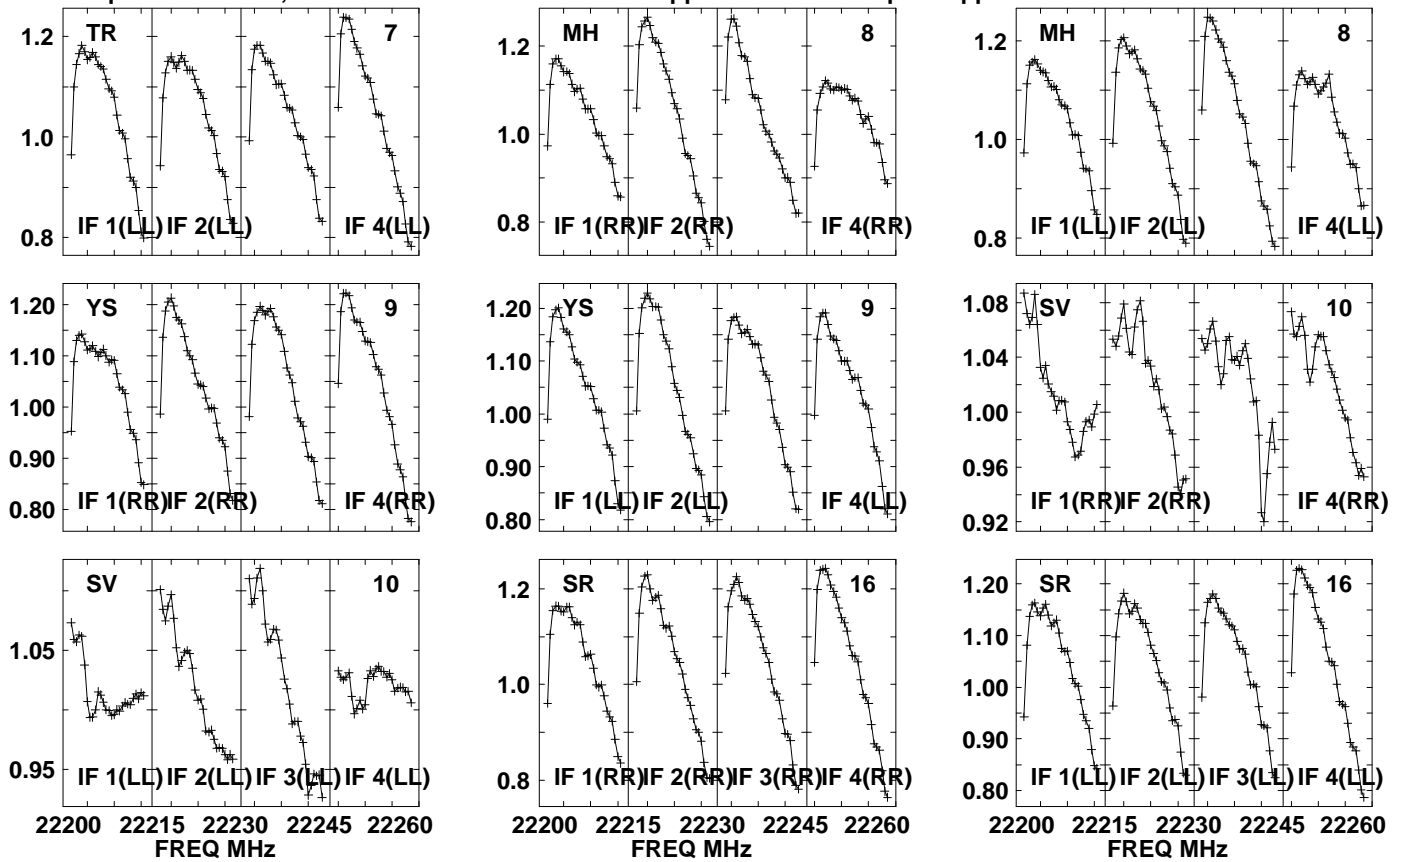 TR 7 MH 8 MH 8
1.2 1.2 1.2
1.0 1.0 1.0
0.8 0.8 0.8
IF 1(LL) IF 2(LL) IF 4(LL) IF 1(RR) IF 2(RR) IF 4(RR) IF 1(LL) IF 2(LL) IF 4(LL)
YS 9 YS 9 SV 10
1.20 1.20 1.08
1.10 1.10 1.04
1.00 1.00 1.00
0.90 0.90 0.96
0.80 0.80 0.92
IF 1(RR) IF 2(RR) IF 4(RR) IF 1(LL) IF 2(LL) IF 4(LL) IF 1(RR) IF 2(RR) IF 4(RR)
SV 10 SR 16 SR 16
1.05 1.2 1.20
0.95 1.0 1.10
0.8 1.00
0.90
0.80
IF 1(LL) IF 2(LL) IF 3(LL) IF 4(LL) IF 1(RR) IF 2(RR) IF 3(RR) IF 4(RR) IF 1(LL) IF 2(LL) IF 3(LL) IF 4(LL)
22200 22215 22230 22245 22260 22200 22215 22230 22245 22260 22200 22215 22230 22245 22260
FREQ MHz FREQ MHz FREQ MHz